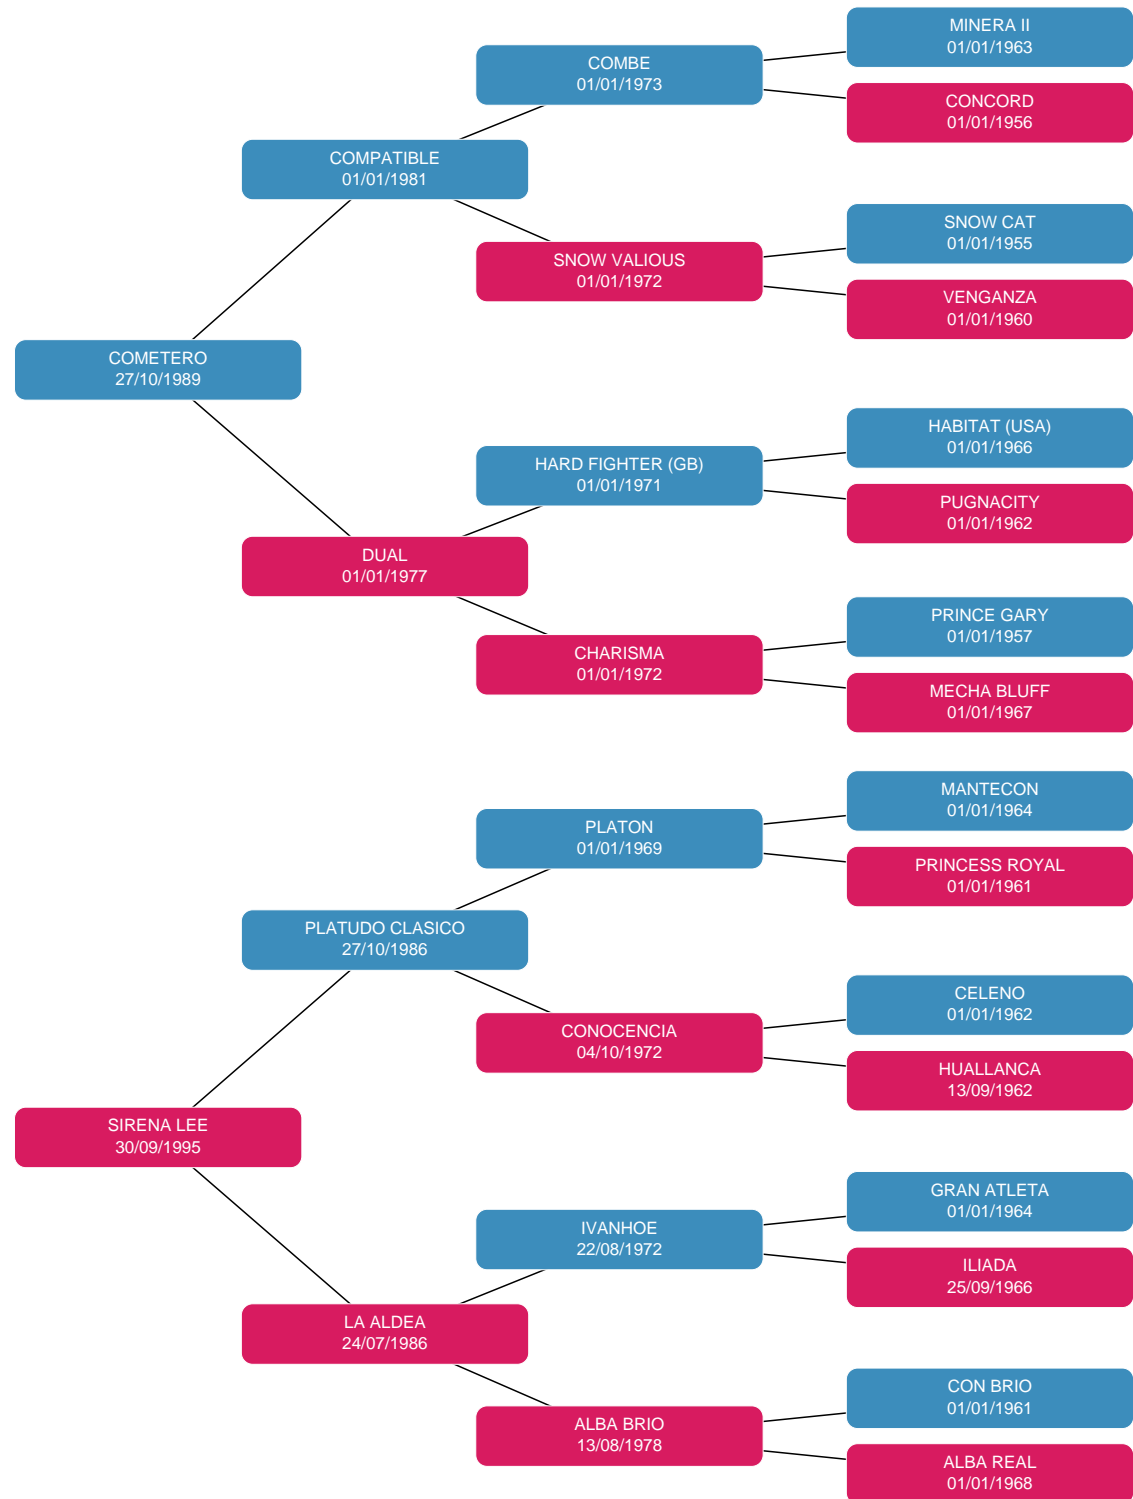 MINERA II
01/01/1963
COMBE
01/01/1973
CONCORD
01/01/1956
COMPATIBLE
01/01/1981
SNOW CAT
01/01/1955
SNOW VALIOUS
01/01/1972
VENGANZA
01/01/1960
COMETERO
27/10/1989
HABITAT (USA)
01/01/1966
HARD FIGHTER (GB)
01/01/1971
PUGNACITY
01/01/1962
DUAL
01/01/1977
PRINCE GARY
01/01/1957
CHARISMA
01/01/1972
MECHA BLUFF
01/01/1967
MANTECON
01/01/1964
PLATON
01/01/1969
PRINCESS ROYAL
01/01/1961
PLATUDO CLASICO
27/10/1986
CELENO
01/01/1962
CONOCENCIA
04/10/1972
HUALLANCA
13/09/1962
SIRENA LEE
30/09/1995
GRAN ATLETA
01/01/1964
IVANHOE
22/08/1972
ILIADA
25/09/1966
LA ALDEA
24/07/1986
CON BRIO
01/01/1961
ALBA BRIO
13/08/1978
ALBA REAL
01/01/1968